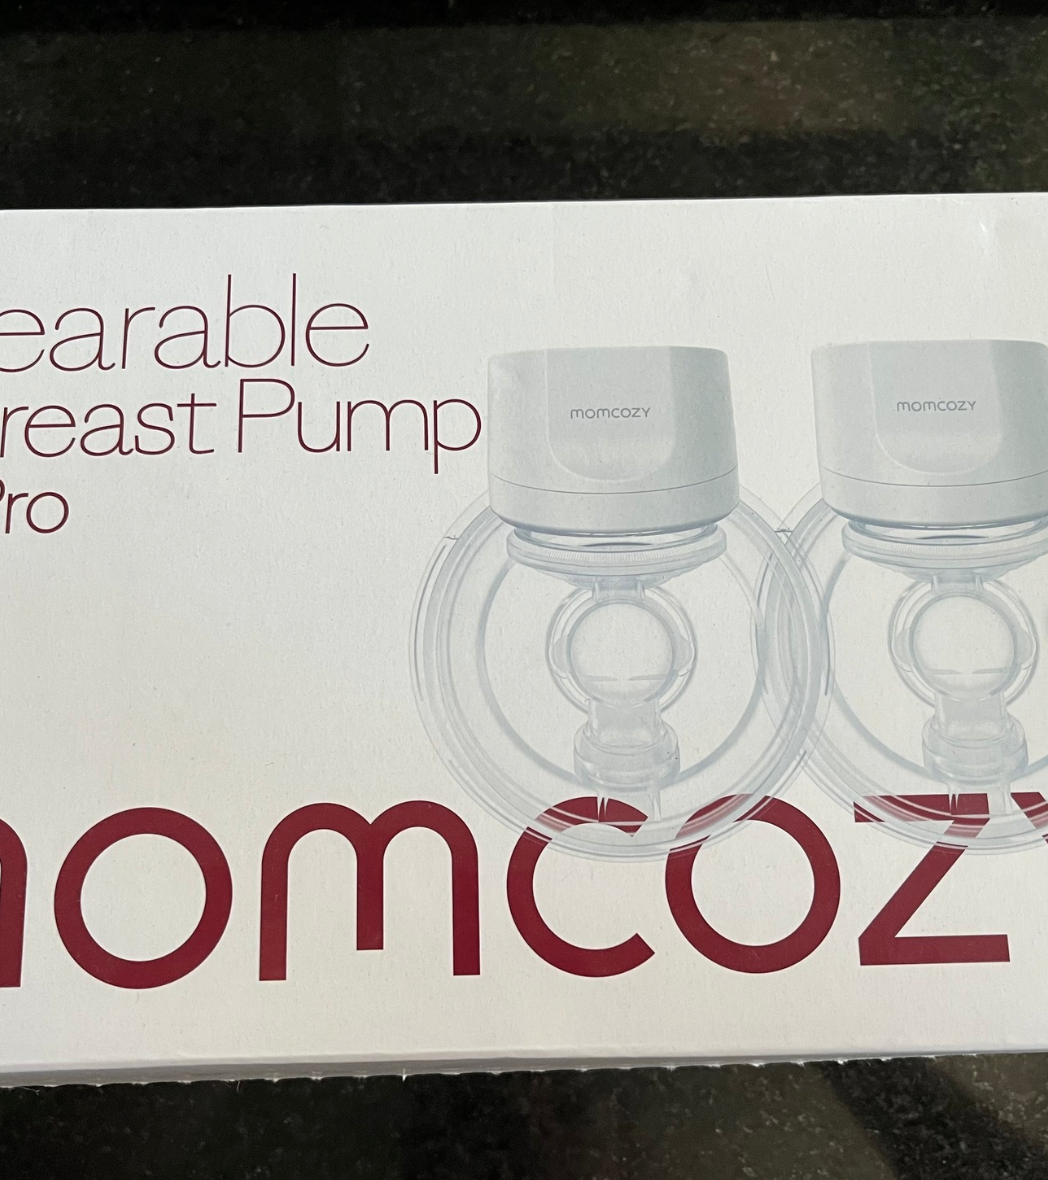 earable
reast Pump
Pro
momcozy
momcozy
omcoz